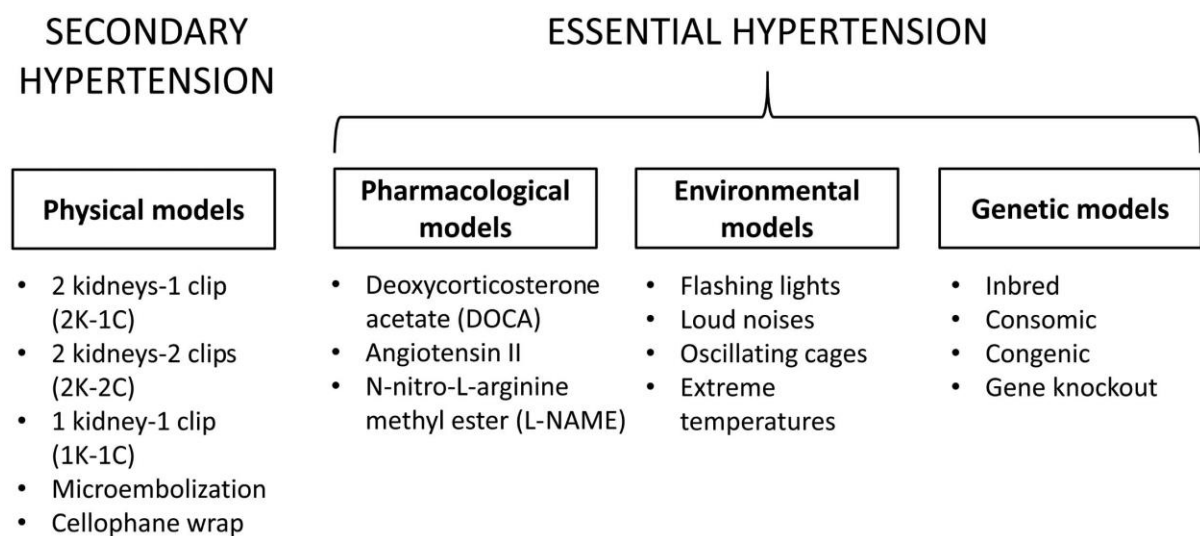 SECONDARY
HYPERTENSION
ESSENTIAL HYPERTENSION
Physical models
• 2 kidneys-1 clip
(2K-1C)
• 2 kidneys-2 clips
(2K-2C)
• 1 kidney-1 clip
(1K-1C)
• Microembolization
• Cellophane wrap
Pharmacological
models
• Deoxycorticosterone
acetate (DOCA)
• Angiotensin II
• N-nitro-L-arginine
methyl ester (L-NAME)
Environmental
models
• Flashing lights
• Loud noises
• Oscillating cages
• Extreme
temperatures
Genetic models
• Inbred
• Consomic
• Congenic
• Gene knockout